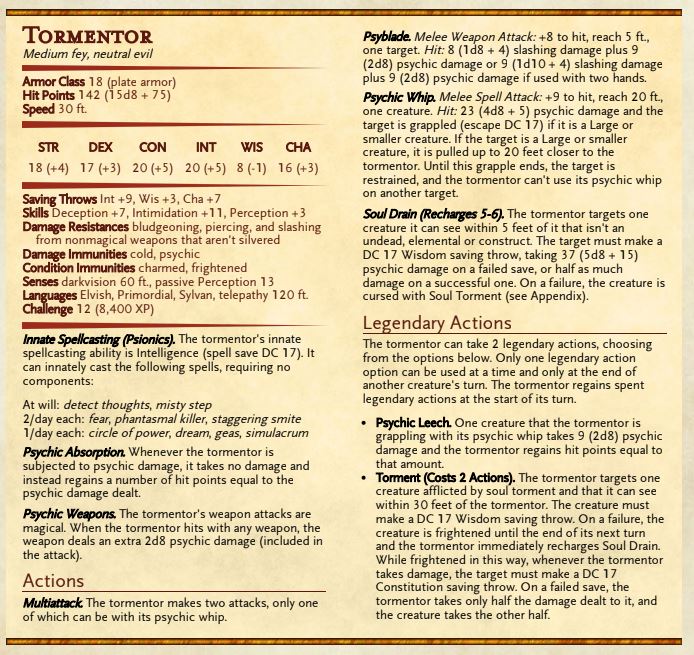 Tormentor
Medium fey, neutral evil
Armor Class 18 (plate armor)
Hit Points 142 (15d8 + 75)
Speed 30 ft.
STR DEX CON INT WIS CHA
18 (+4) 17 (+3) 20 (+5) 20 (+5) 8 (-1) 16 (+3)
Saving Throws Int +9, Wis +3, Cha +7
Skills Deception +7, Intimidation +11, Perception +3
Damage Resistances bludgeoning, piercing, and slashing
from nonmagical weapons that aren't silvered
Damage Immunities cold, psychic
Condition Immunities charmed, frightened
Senses darkvision 60 ft., passive Perception 13
Languages Elvish, Primordial, Sylvan, telepathy 120 ft.
Challenge 12 (8,400 XP)
Innate Spellcasting (Psionics). The tormentor's innate
spellcasting ability is Intelligence (spell save DC 17). It
can innately cast the following spells, requiring no
components:
At will: detect thoughts, misty step
2/day each: fear, phantasmal killer, staggering smite
1/day each: circle of power, dream, geas, simulacrum
Psychic Absorption. Whenever the tormentor is
subjected to psychic damage, it takes no damage and
instead regains a number of hit points equal to the
psychic damage dealt.
Psychic Weapons. The tormentor's weapon attacks are
magical. When the tormentor hits with any weapon, the
weapon deals an extra 2d8 psychic damage (included in
the attack).
Actions
Multiattack. The tormentor makes two attacks, only one
of which can be with its psychic whip.
Psyblade. Melee Weapon Attack: +8 to hit, reach 5 ft.,
one target. Hit: 8 (1d8 + 4) slashing damage plus 9
(2d8) psychic damage or 9 (1d10 + 4) slashing damage
plus 9 (2d8) psychic damage if used with two hands.
Psychic Whip. Melee Spell Attack: +9 to hit, reach 20 ft.,
one creature. Hit: 23 (4d8 + 5) psychic damage and the
target is grappled (escape DC 17) if it is a Large or
smaller creature. If the target is a Large or smaller
creature, it is pulled up to 20 feet closer to the
tormentor. Until this grapple ends, the target is
restrained, and the tormentor can't use its psychic whip
on another target.
Soul Drain (Recharges 5-6). The tormentor targets one
creature it can see within 5 feet of it that isn't an
undead, elemental or construct. The target must make a
DC 17 Wisdom saving throw, taking 37 (5d8 + 15)
psychic damage on a failed save, or half as much
damage on a successful one. On a failure, the creature is
cursed with Soul Torment (see Appendix).
Legendary Actions
The tormentor can take 2 legendary actions, choosing
from the options below. Only one legendary action
option can be used at a time and only at the end of
another creature's turn. The tormentor regains spent
legendary actions at the start of its turn.
• Psychic Leech. One creature that the tormentor is
grappling with its psychic whip takes 9 (2d8) psychic
damage and the tormentor regains hit points equal to
that amount.
• Torment (Costs 2 Actions). The tormentor targets one
creature afflicted by soul torment and that it can see
within 30 feet of the tormentor. The creature must
make a DC 17 Wisdom saving throw. On a failure, the
creature is frightened until the end of its next turn
and the tormentor immediately recharges Soul Drain.
While frightened in this way, whenever the tormentor
takes damage, the target must make a DC 17
Constitution saving throw. On a failed save, the
tormentor takes only half the damage dealt to it, and
the creature takes the other half.